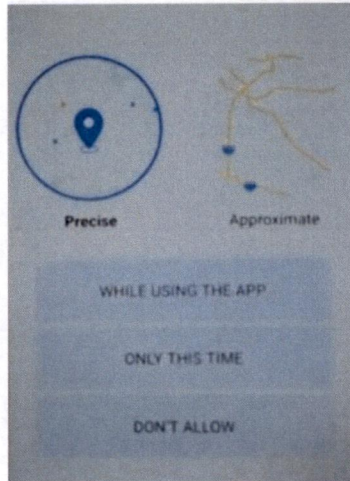 Precise
Approximate
WHILE USING THE APP
ONLY THIS TIME
DON'T ALLOW